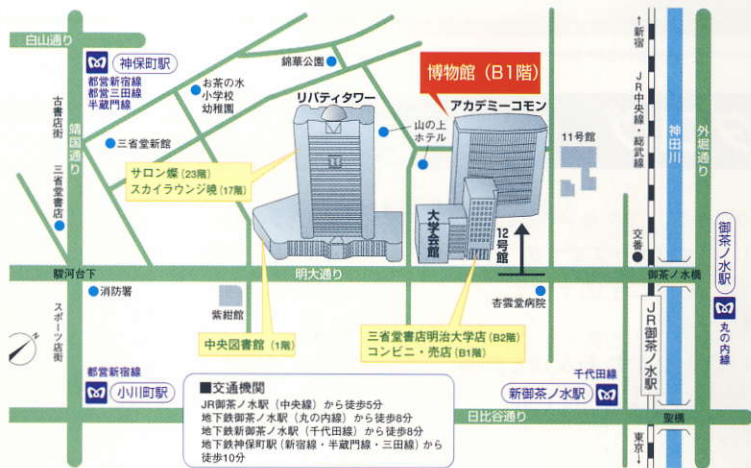 白山通り
神保町駅
都営新宿線
都営三田線
半蔵門線
お茶の水
小学校
幼稚園
錦華公園
リバティタワー
博物館（B1階）
アカデミーコモン
山の上
ホテル
11号館
↑新宿
JR中央線・総武線
神田川
外堀通り
古書店街
靖国通り
三省堂新館
三省堂書店
サロン燦(23階)
スカイラウンジ暁(17階)
大学会館
12号館
交番
御茶ノ水駅
丸の内線
駿河台下
明大通り
御茶ノ水橋
消防署
紫紺館
中央図書館(1階)
三省堂書店明治大学店(B2階)
コンビニ・売店(B1階)
杏雲堂病院
JR御茶ノ水駅
スポーツ店街
N
都営新宿線
小川町駅
千代田線
新御茶ノ水駅
■交通機関
JR御茶ノ水駅（中央線）から徒歩5分
地下鉄御茶ノ水駅（丸の内線）から徒歩8分
地下鉄新御茶ノ水駅（千代田線）から徒歩8分
地下鉄神保町駅（新宿線・半蔵門線・三田線）から
徒歩10分
日比谷通り
聖橋
東京→